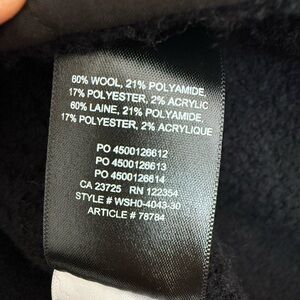 60% WOOL, 21% POLYAMIDE,
17% POLYESTER, 2% ACRYLIC
60% LAINE, 21% POLYAMIDE,
17% POLYESTER, 2% ACRYLIQUE
PO 4500126612
PO 4500126613
PO 4500126614
CA 23725 RN 122354
STYLE # WSH0-4043-30
ARTICLE # 78784